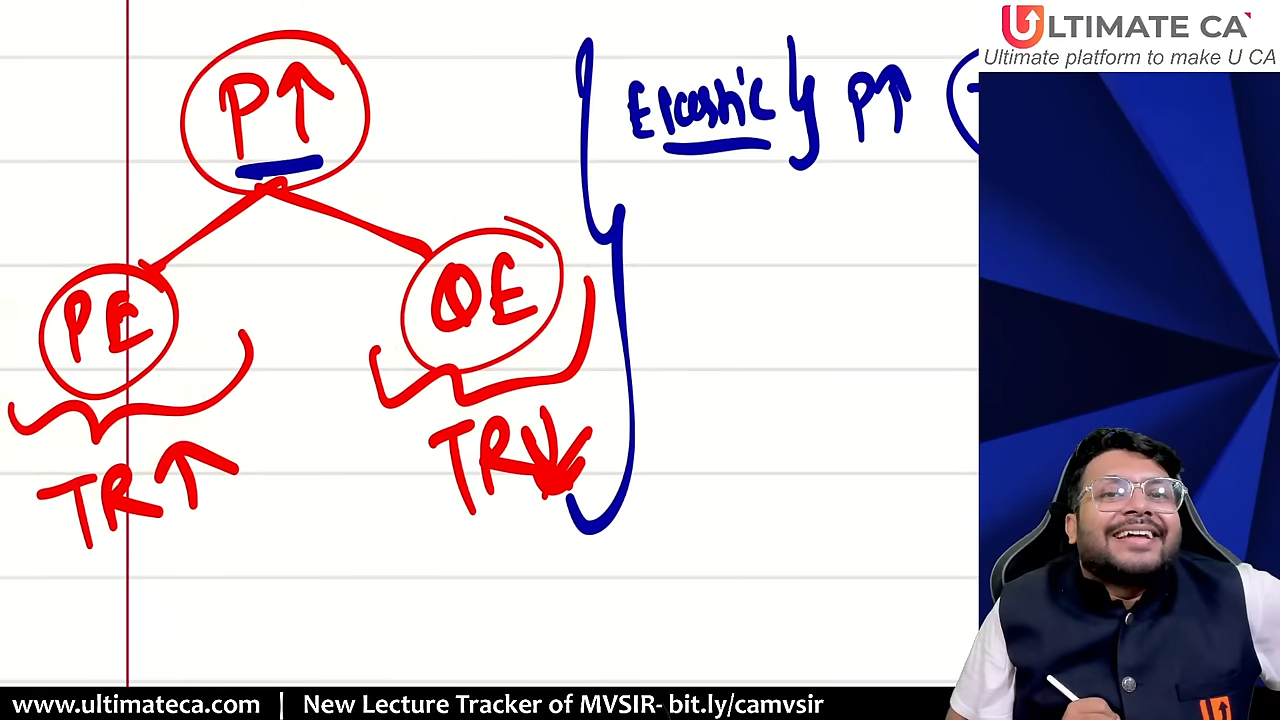 ULTIMATE CA
Ultimate platform to make U CA
P↑
Elcastic } P↑
PE
QE
TR↑
TR↓
www.ultimateca.com | New Lecture Tracker of MVSIR- bit.ly/camvsir